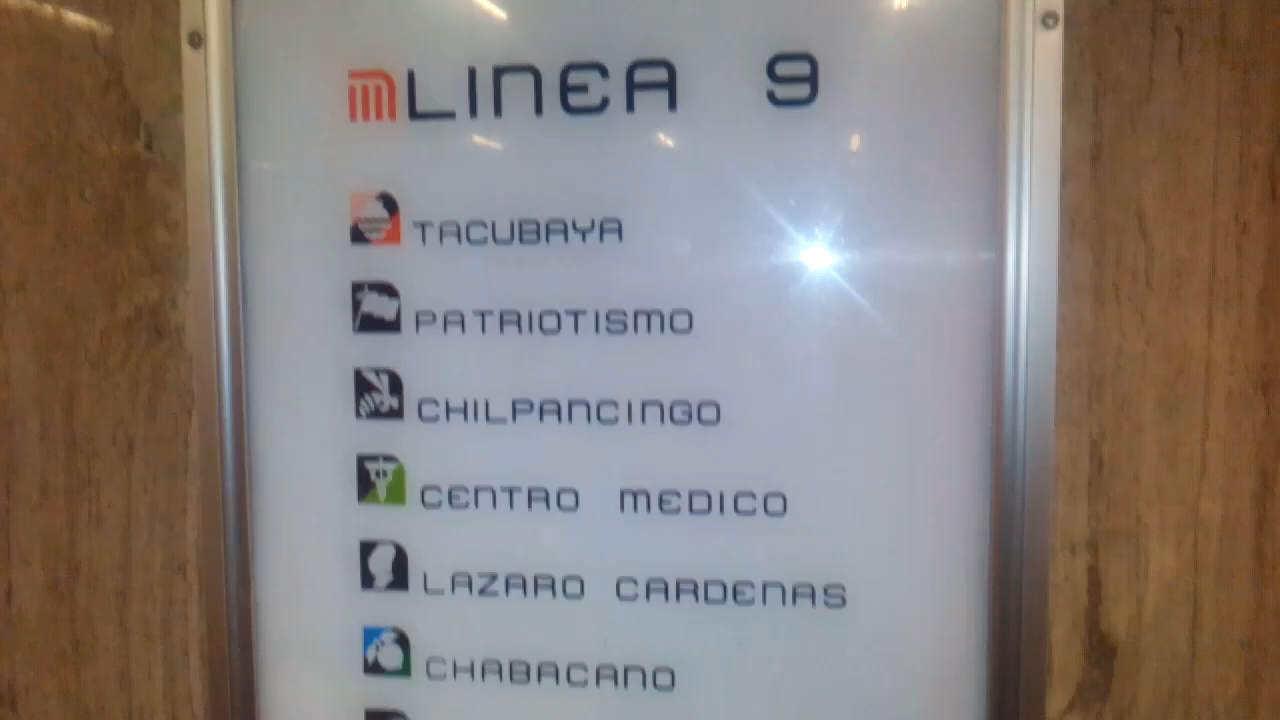 LINEA 9
TACUBAYA
PATRIOTISMO
CHILPANCINGO
CENTRO MEDICO
LAZARO CARDENAS
CHABACANO